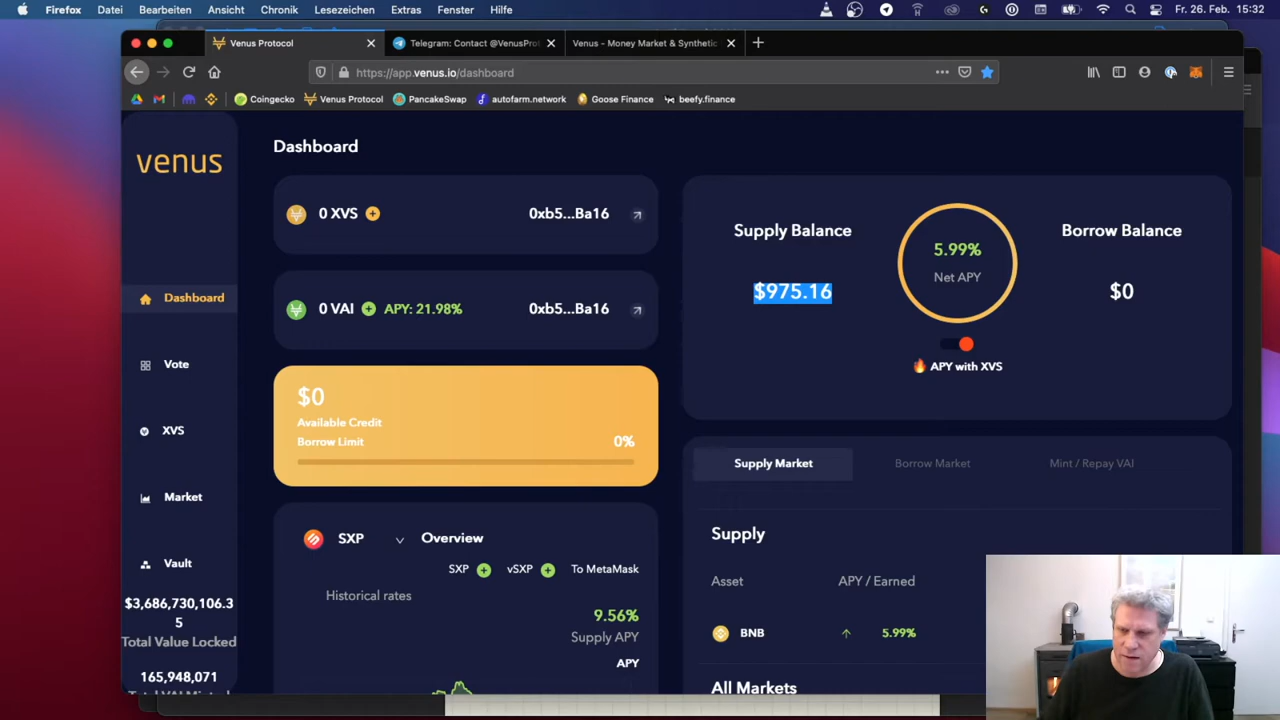 Firefox Datei Bearbeiten Ansicht Chronik Lesezeichen Extras Fenster Hilfe Fr. 26. Feb. 15:32
Venus Protocol Telegram: Contact @VenusProt Venus – Money Market & Synthetic
https://app.venus.io/dashboard
Coingecko Venus Protocol PancakeSwap autofarm.network Goose Finance beefy.finance
venus
Dashboard
Vote
XVS
Market
Vault
$3,686,730,106.3
5
Total Value Locked
165,948,071
Total VAI Minted
Dashboard
0 XVS 0xb5...Ba16
0 VAI APY: 21.98% 0xb5...Ba16
$0
Available Credit
Borrow Limit 0%
SXP Overview
SXP vSXP To MetaMask
Historical rates
9.56%
Supply APY
APY
Supply Balance
$975.16
5.99%
Net APY
APY with XVS
Borrow Balance
$0
Supply Market Borrow Market Mint / Repay VAI
Supply
Asset APY / Earned
BNB 5.99%
All Markets